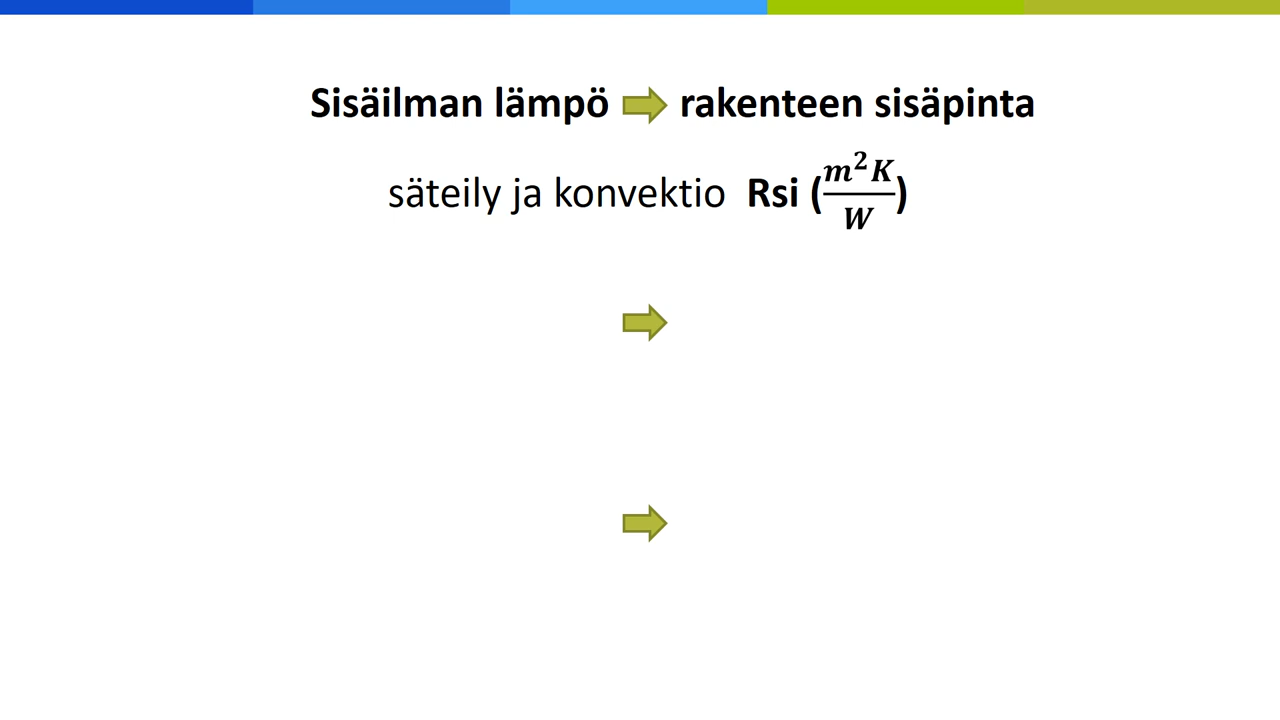 Sisäilman lämpö ➡ rakenteen sisäpinta
säteily ja konvektio Rsi (m²K/W)